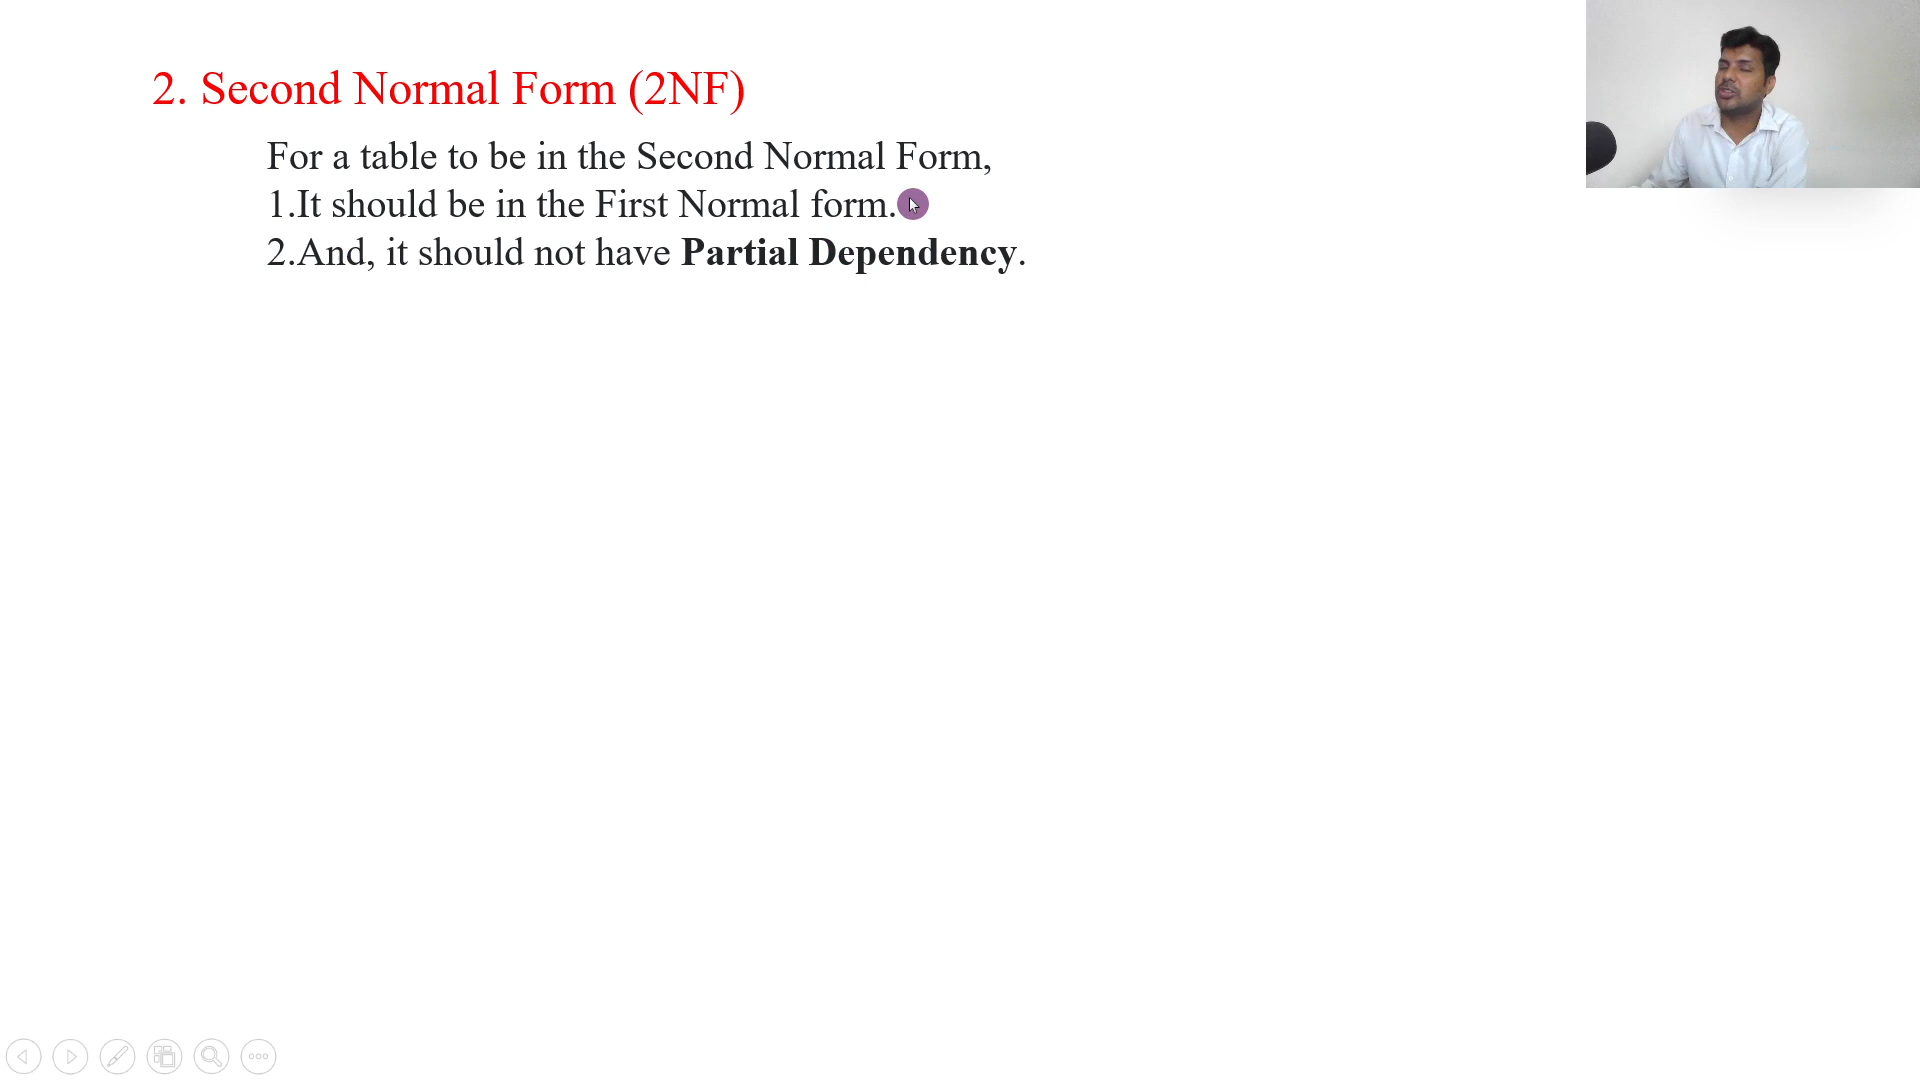 2. Second Normal Form (2NF)
For a table to be in the Second Normal Form,
1.It should be in the First Normal form.
2.And, it should not have Partial Dependency.